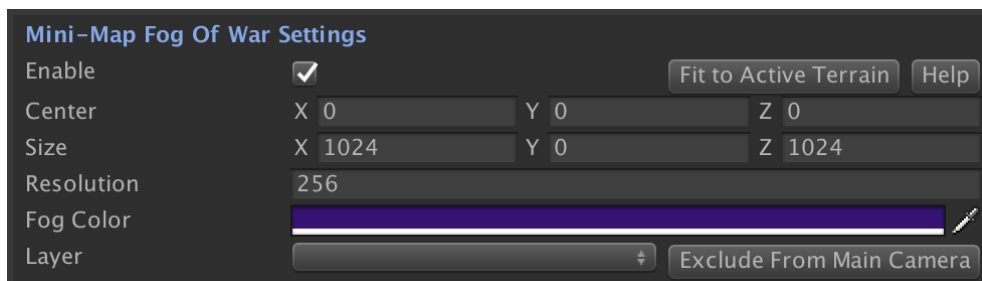 Mini-Map Fog Of War Settings
Enable Fit to Active Terrain Help
Center X 0 Y 0 Z 0
Size X 1024 Y 0 Z 1024
Resolution 256
Fog Color
Layer Exclude From Main Camera